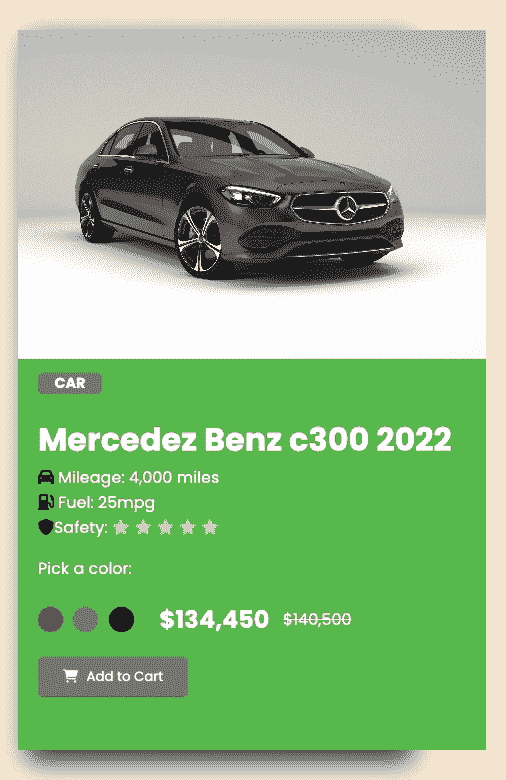 CAR
Mercedez Benz c300 2022
Mileage: 4,000 miles
Fuel: 25mpg
Safety:
Pick a color:
$134,450 $140,500
Add to Cart